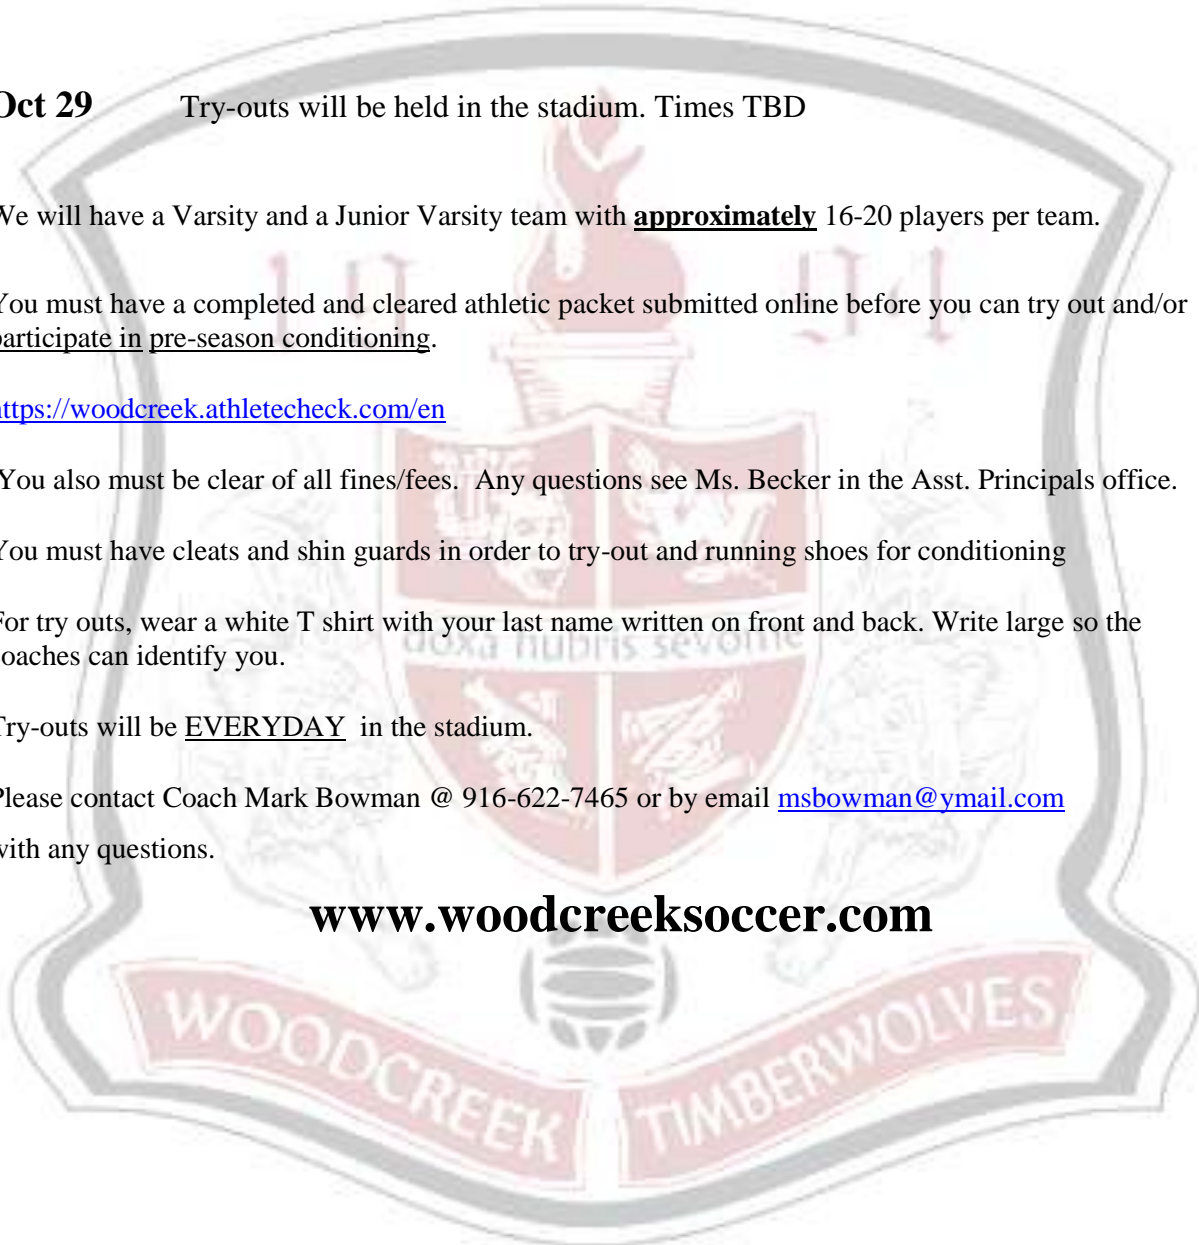 Oct 29 Try-outs will be held in the stadium. Times TBD
We will have a Varsity and a Junior Varsity team with approximately 16-20 players per team.
19 94
You must have a completed and cleared athletic packet submitted online before you can try out and/or
participate in pre-season conditioning.
https://woodcreek.athletecheck.com/en
You also must be clear of all fines/fees. Any questions see Ms. Becker in the Asst. Principals office.
You must have cleats and shin guards in order to try-out and running shoes for conditioning
For try outs, wear a white T shirt with your last name written on front and back. Write large so the
coaches can identify you.
doxa hubris sevome
Try-outs will be EVERYDAY in the stadium.
Please contact Coach Mark Bowman @ 916-622-7465 or by email msbowman@ymail.com
with any questions.
www.woodcreeksoccer.com
WOODCREEK TIMBERWOLVES